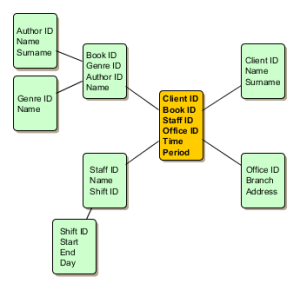 Author ID
Name
Surname
Book ID
Genre ID
Author ID
Name
Genre ID
Name
Client ID
Book ID
Staff ID
Office ID
Time
Period
Client ID
Name
Surname
Staff ID
Name
Shift ID
Office ID
Branch
Address
Shift ID
Start
End
Day